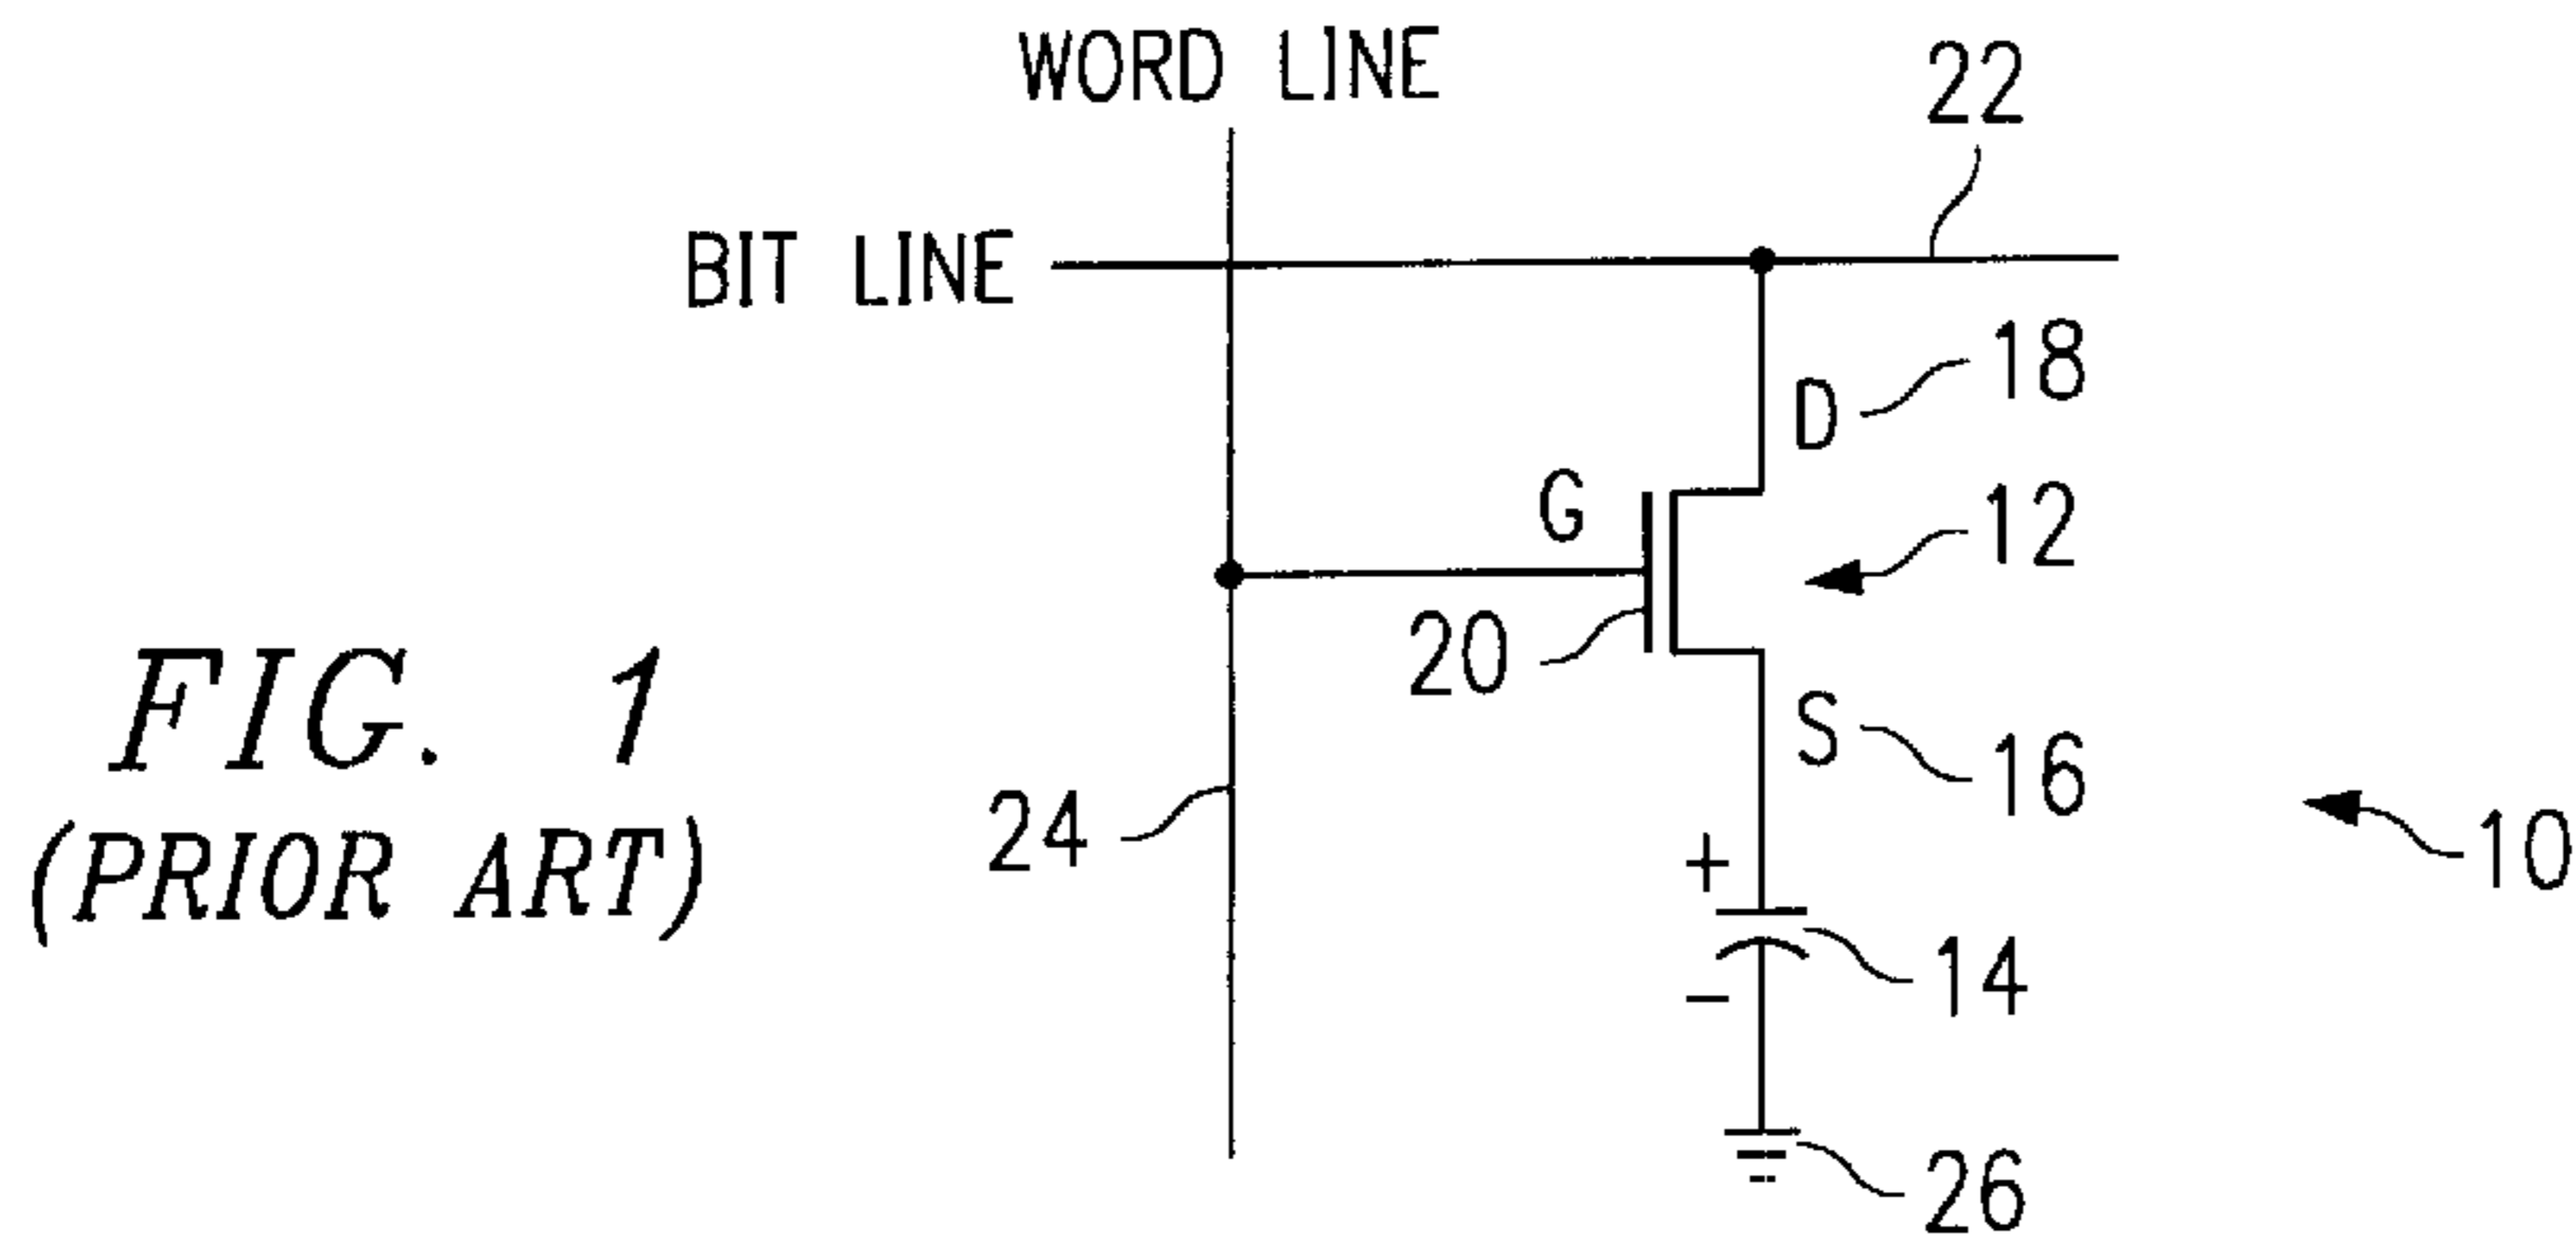 WORD LINE
22
BIT LINE
18
D
G
12
20
FIG. 1
S
16
(PRIOR ART)
24
+
10
14
−
26